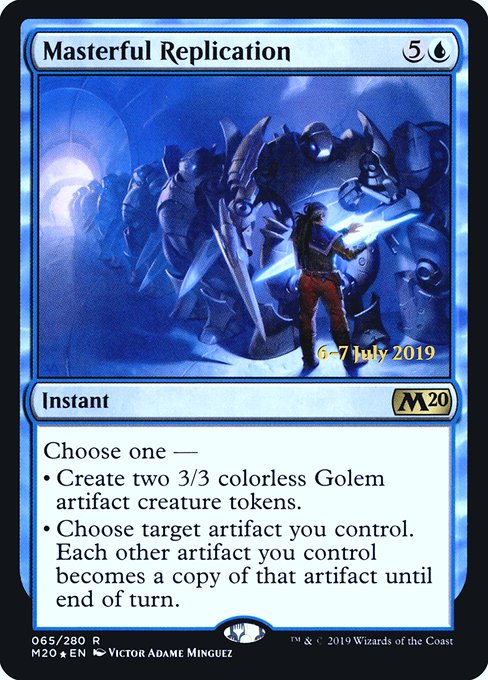 Masterful Replication 5
6–7 July 2019
Instant
M20
Choose one —
• Create two 3/3 colorless Golem
artifact creature tokens.
• Choose target artifact you control.
Each other artifact you control
becomes a copy of that artifact until
end of turn.
065/280 R
M20 ★ EN Victor Adame Minguez
™ & © 2019 Wizards of the Coast